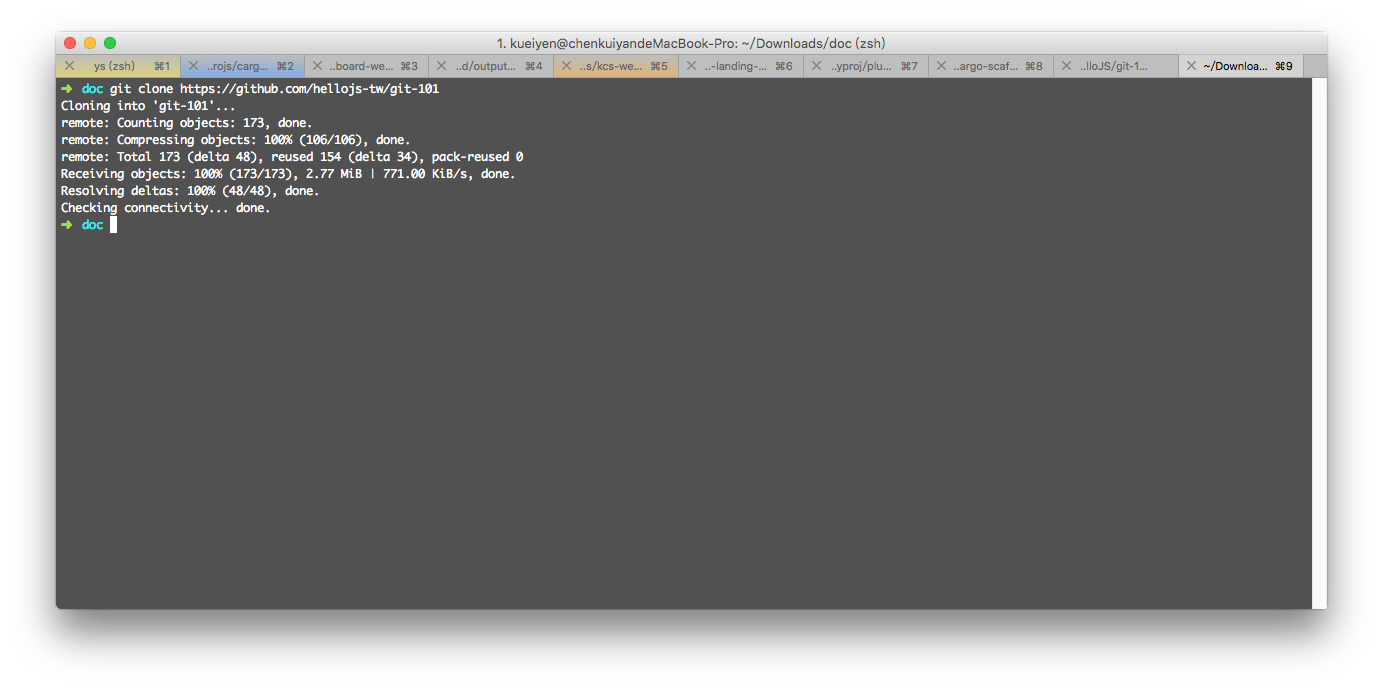 1. kueiyen@chenkuiyandeMacBook-Pro: ~/Downloads/doc (zsh)
ys (zsh) ⌘1 ..rojs/carg... ⌘2 ..board-we... ⌘3 ..d/output... ⌘4 ..s/kcs-we... ⌘5 ..-landing-... ⌘6 ..yproj/plu... ⌘7 ..argo-scaf... ⌘8 ..lloJS/git-1... ~/Downloa... ⌘9
➜ doc git clone https://github.com/hellojs-tw/git-101
Cloning into 'git-101'...
remote: Counting objects: 173, done.
remote: Compressing objects: 100% (106/106), done.
remote: Total 173 (delta 48), reused 154 (delta 34), pack-reused 0
Receiving objects: 100% (173/173), 2.77 MiB | 771.00 KiB/s, done.
Resolving deltas: 100% (48/48), done.
Checking connectivity... done.
➜ doc